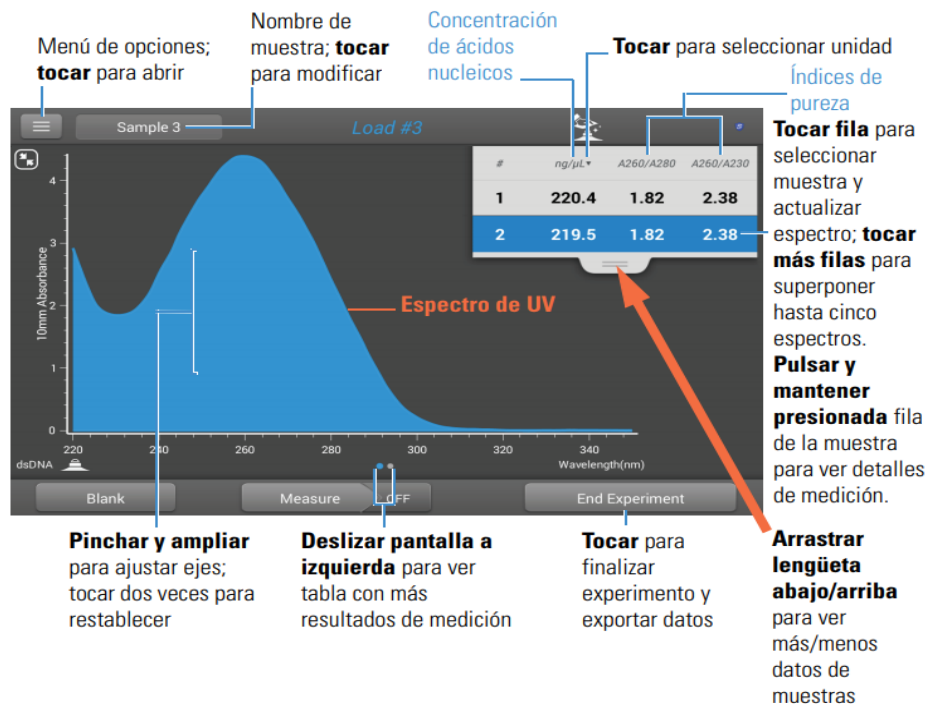 Menú de opciones;
tocar para abrir
Nombre de
muestra; tocar
para modificar
Concentración
de ácidos
nucleicos
Tocar para seleccionar unidad
Índices de
pureza
Sample 3
Load #3
# ng/µL▾ A260/A280 A260/A230
1 220.4 1.82 2.38
2 219.5 1.82 2.38
Tocar fila para
seleccionar
muestra y
actualizar
espectro; tocar
más filas para
superponer
hasta cinco
espectros.
Pulsar y
mantener
presionada fila
de la muestra
para ver detalles
de medición.
10mm Absorbance
4
3
2
1
0
Espectro de UV
220 240 260 280 300 320 340
dsDNA
Wavelength(nm)
Blank
Measure
OFF
End Experiment
Pinchar y ampliar
para ajustar ejes;
tocar dos veces para
restablecer
Deslizar pantalla a
izquierda para ver
tabla con más
resultados de medición
Tocar para
finalizar
experimento y
exportar datos
Arrastrar
lengüeta
abajo/arriba
para ver
más/menos
datos de
muestras